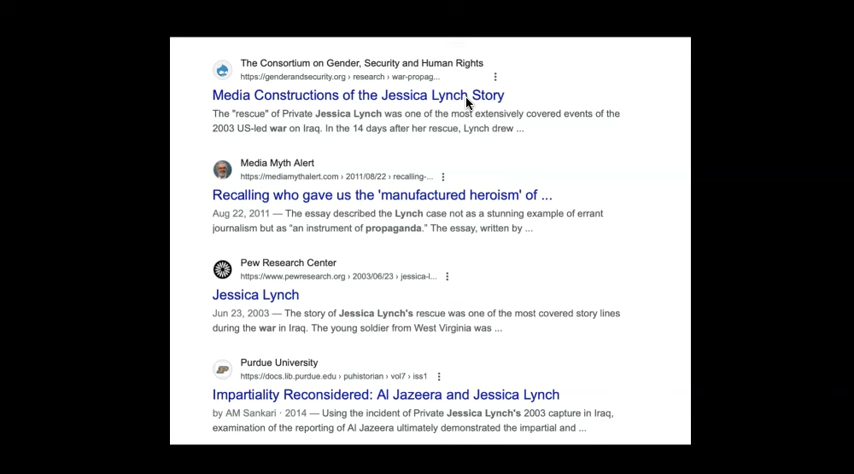 The Consortium on Gender, Security and Human Rights
https://genderandsecurity.org › research › war-propag...
Media Constructions of the Jessica Lynch Story
The "rescue" of Private Jessica Lynch was one of the most extensively covered events of the
2003 US-led war on Iraq. In the 14 days after her rescue, Lynch drew ...
Media Myth Alert
https://mediamythalert.com › 2011/08/22 › recalling-...
Recalling who gave us the 'manufactured heroism' of ...
Aug 22, 2011 — The essay described the Lynch case not as a stunning example of errant
journalism but as “an instrument of propaganda.” The essay, written by ...
Pew Research Center
https://www.pewresearch.org › 2003/06/23 › jessica-l...
Jessica Lynch
Jun 23, 2003 — The story of Jessica Lynch's rescue was one of the most covered story lines
during the war in Iraq. The young soldier from West Virginia was ...
Purdue University
https://docs.lib.purdue.edu › puhistorian › vol7 › iss1
Impartiality Reconsidered: Al Jazeera and Jessica Lynch
by AM Sankari · 2014 — Using the incident of Private Jessica Lynch's 2003 capture in Iraq,
examination of the reporting of Al Jazeera ultimately demonstrated the impartial and ...